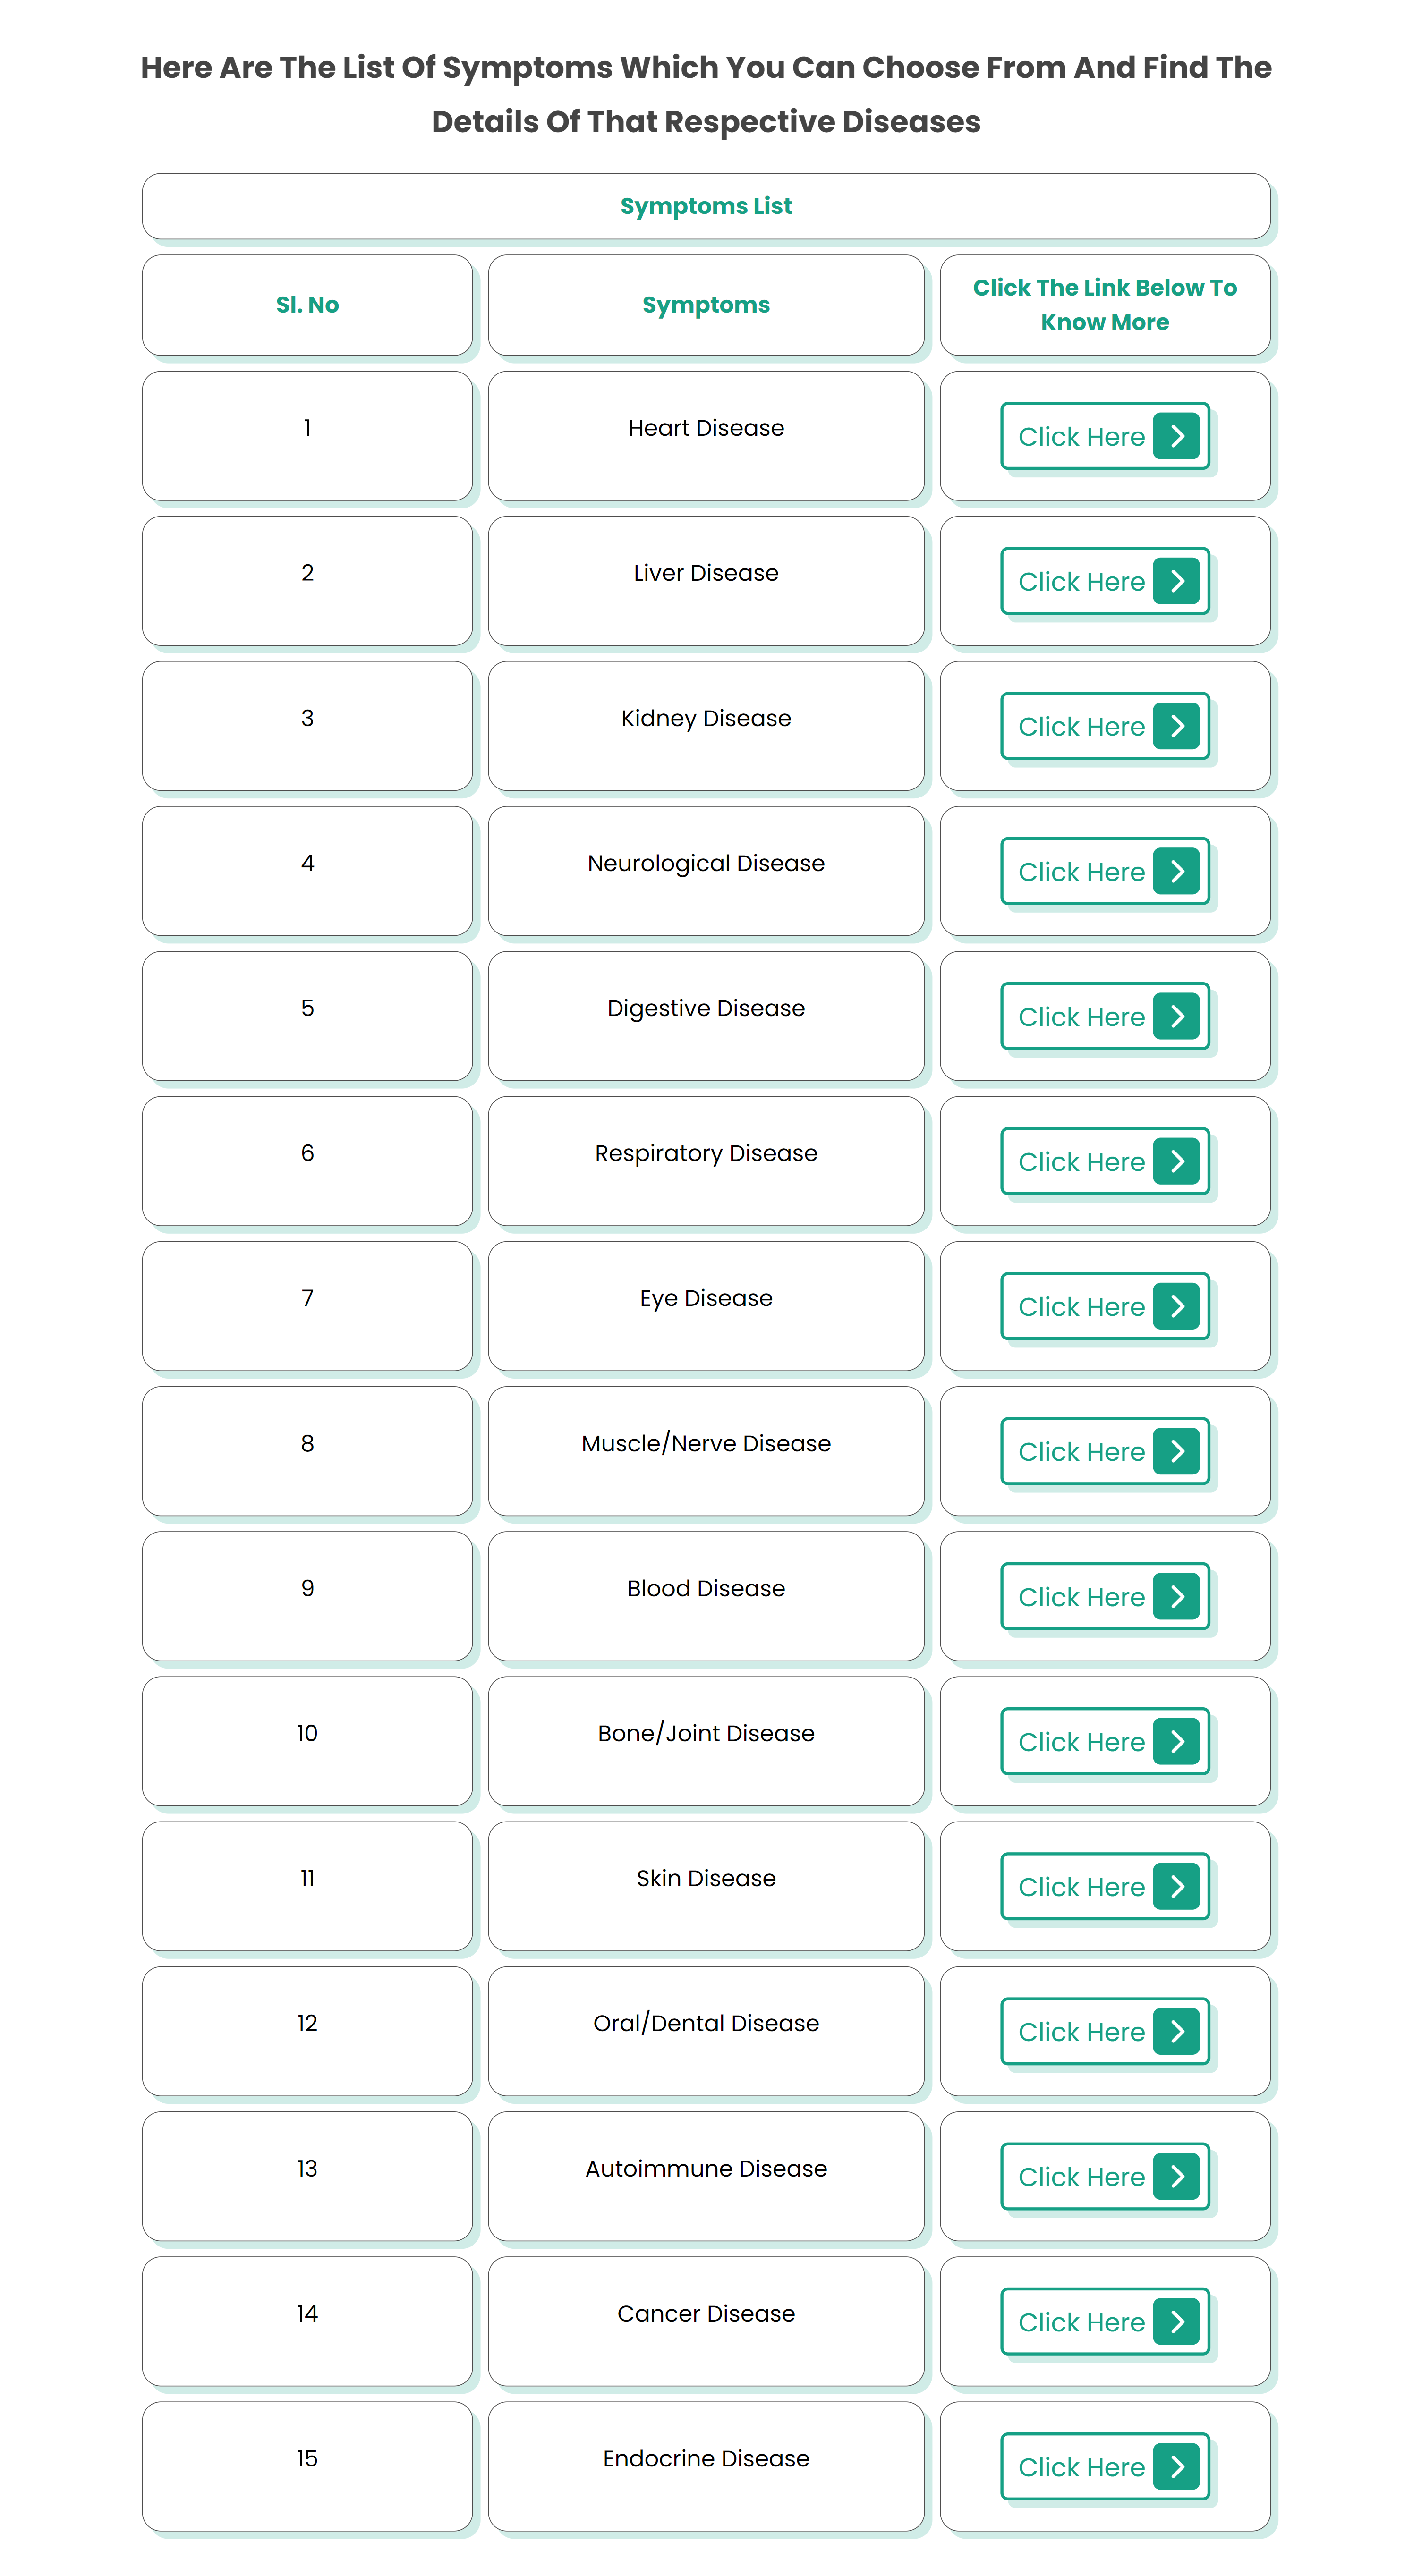 Here Are The List Of Symptoms Which You Can Choose From And Find The
Details Of That Respective Diseases
Symptoms List
Sl. No
Symptoms
Click The Link Below To
Know More
1
Heart Disease
Click Here
2
Liver Disease
Click Here
3
Kidney Disease
Click Here
4
Neurological Disease
Click Here
5
Digestive Disease
Click Here
6
Respiratory Disease
Click Here
7
Eye Disease
Click Here
8
Muscle/Nerve Disease
Click Here
9
Blood Disease
Click Here
10
Bone/Joint Disease
Click Here
11
Skin Disease
Click Here
12
Oral/Dental Disease
Click Here
13
Autoimmune Disease
Click Here
14
Cancer Disease
Click Here
15
Endocrine Disease
Click Here